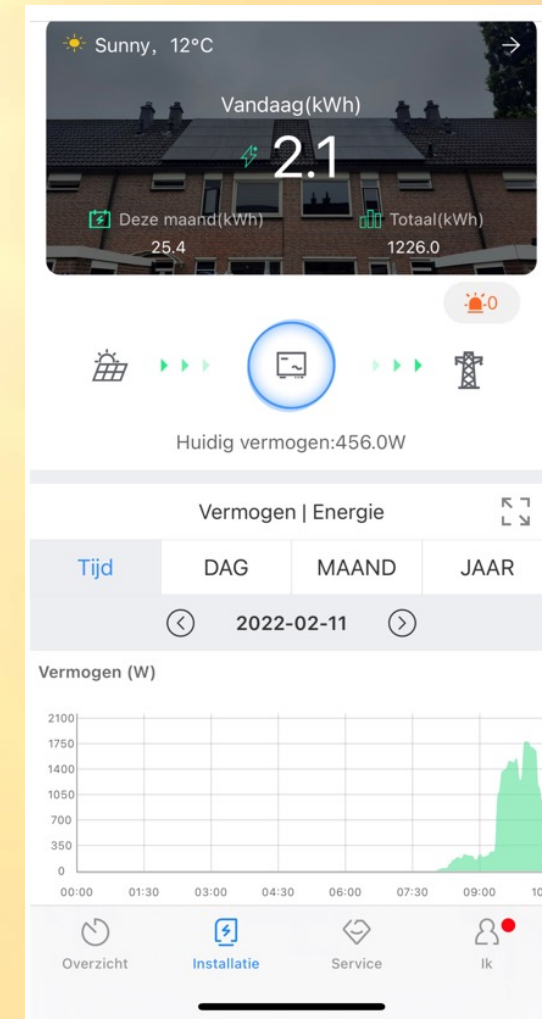 Sunny, 12°C
Vandaag(kWh)
2.1
Deze maand(kWh) Totaal(kWh)
25.4 1226.0
0
Huidig vermogen:456.0W
Vermogen | Energie
Tijd DAG MAAND JAAR
2022-02-11
Vermogen (W)
2100
1750
1400
1050
700
350
0
00:00 01:30 03:00 04:30 06:00 07:30 09:00 10
Overzicht Installatie Service Ik